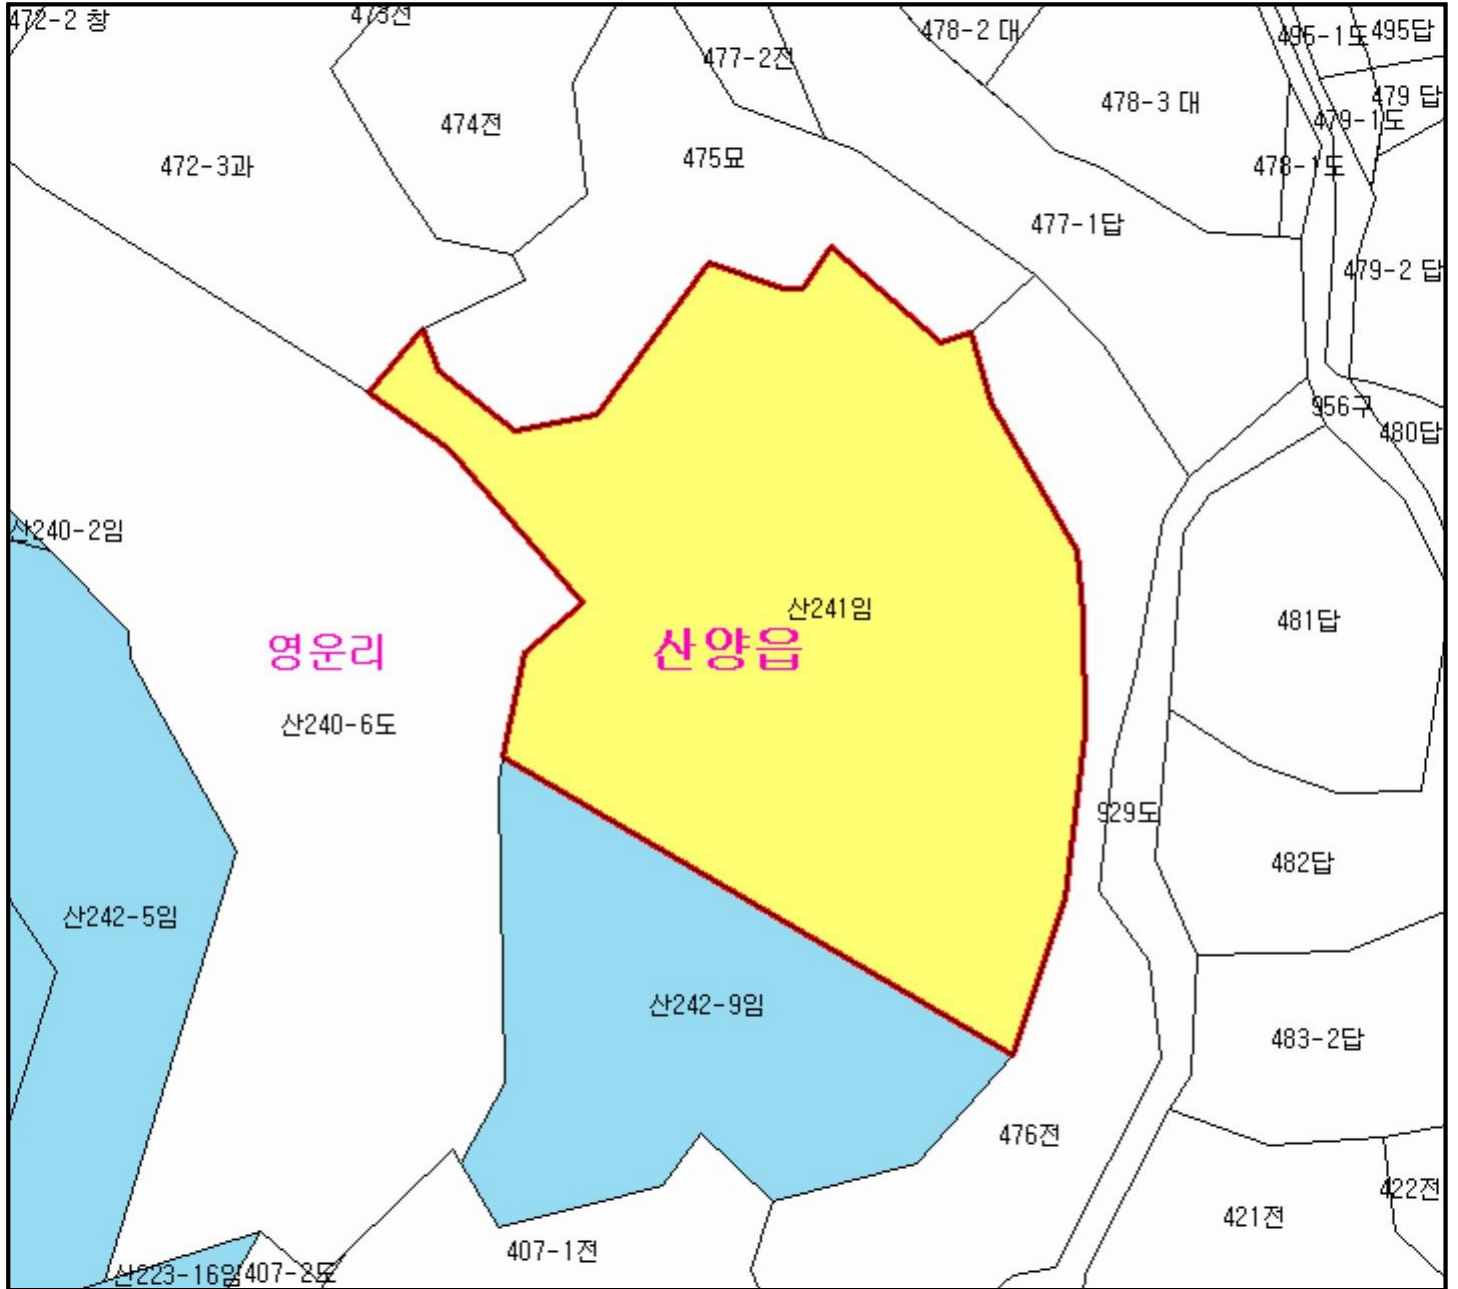 472-2 창
473전
478-2 대
495-1도
495답
477-2전
479 답
478-3 대
479-1도
474전
475묘
472-3과
478-1도
477-1답
479-2 답
956구
480답
산240-2임
산241임
481답
영운리
산양읍
산240-6도
929도
482답
산242-5임
산242-9임
483-2답
476전
422전
421전
407-1전
산223-16임
407-2도